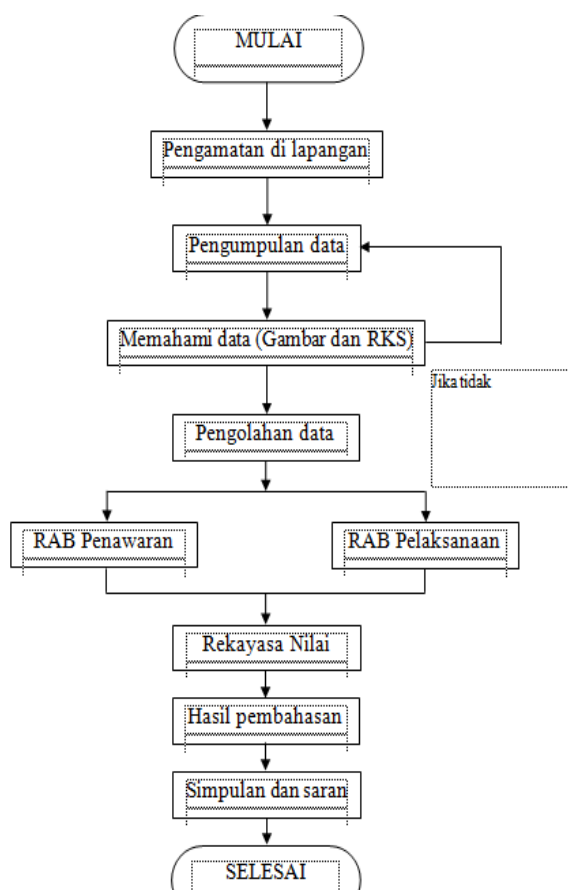 MULAI
Pengamatan di lapangan
Pengumpulan data
Memahami data (Gambar dan RKS)
Jika tidak
Pengolahan data
RAB Penawaran
RAB Pelaksanaan
Rekayasa Nilai
Hasil pembahasan
Simpulan dan saran
SELESAI